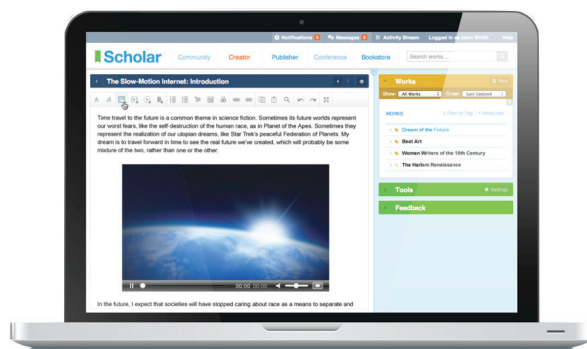 Notifications Messages Activity Stream Logged in as John Smith Help
Scholar Community Creator Publisher Conference Bookstore Search works...
The Slow-Motion Internet: Introduction
Time travel to the future is a common theme in science fiction. Sometimes its future worlds represent
our worst fears, like the self-destruction of the human race, as in Planet of the Apes. Sometimes they
represent the realization of our utopian dreams, like Star Trek's peaceful Federation of Planets. My
dream is to travel forward in time to see the real future we've created, which will probably be some
mixture of the two, rather than one or the other.
00:00 00:00
In the future, I expect that societies will have stopped caring about race as a means to separate and
Works
Show All Works Order Last Updated
WORKS Filter by Tag
Dream of the Future
Beat Art
Women Writers of the 19th Century
The Harlem Renaissance
Tools Settings
Feedback